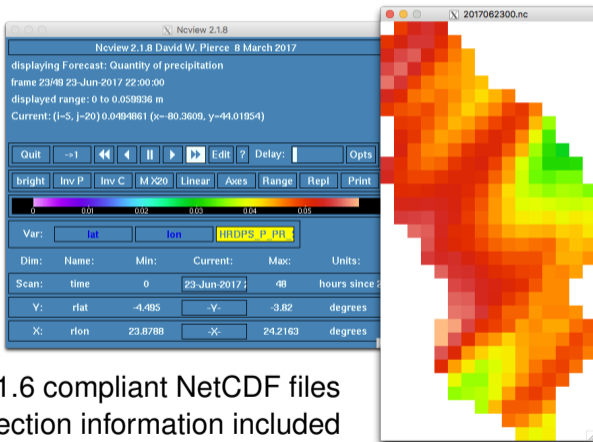 Ncview 2.1.8
Ncview 2.1.8 David W. Pierce 8 March 2017
displaying Forecast: Quantity of precipitation
frame 23/49 23-Jun-2017 22:00:00
displayed range: 0 to 0.059936 m
Current: (i=5, j=20) 0.0494861 (x=-80.3609, y=44.01954)
Quit ->1 Edit ? Delay: Opts
bright Inv P Inv C M X20 Linear Axes Range Repl Print
0 0.01 0.02 0.03 0.04 0.05
Var: lat lon HRDPS_P_PR_
Dim: Name: Min: Current: Max: Units:
Scan: time 0 23-Jun-2017 48 hours since
Y: rlat -4.495 -Y- -3.82 degrees
X: rlon 23.8788 -X- 24.2163 degrees
2017062300.nc
1.6 compliant NetCDF files
ection information included